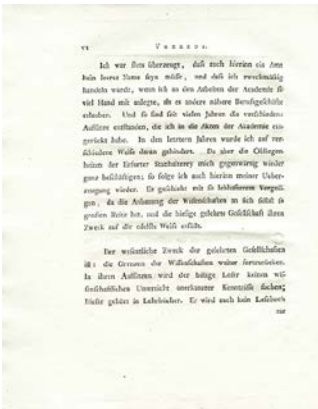 VI VORREDE.
Ich war stets überzeugt, dass auch hierinn ein Amt
kein leerer Name seyn müsse, und dass ich zweckmässig
handeln würde, wenn ich an den Arbeiten der Academie so
viel Hand mit anlegte, als es andere nähere Berufsgeschäfte
erlauben. Und so sind seit vielen Jahren die verschiedene
Aufsätze entstanden, die ich in die Akten der Academie ein-
gerückt habe. In den letztern Jahren wurde ich auf ver-
schiedene Weise daran gehindert. Da aber die
der Erfurter Statthalterey mich gegenwärtig wieder
ganz beschäftigen; so folge ich auch hierinn meiner Ueber-
zeugung wieder. Es geschieht mit so lebhafterem Vergnü-
gen, da die Anbauung der Wissenschaften an sich selbst so
grossen Reitz hat, und die hiesige gelehrte Gesellschaft ihren
Zweck auf die edelste Weise erfüllt.
Der wesentliche Zweck der gelehrten Gesellschaften
ist: die Grenzen der Wissenschaften weiter fortzurücken.
In ihren Aufsätzen wird der billige Leser keinen wis-
senschaftlichen Unterricht anerkannter Kenntnisse suchen;
dieser gehört in Lehrbücher. Er wird auch kein Lesebuch